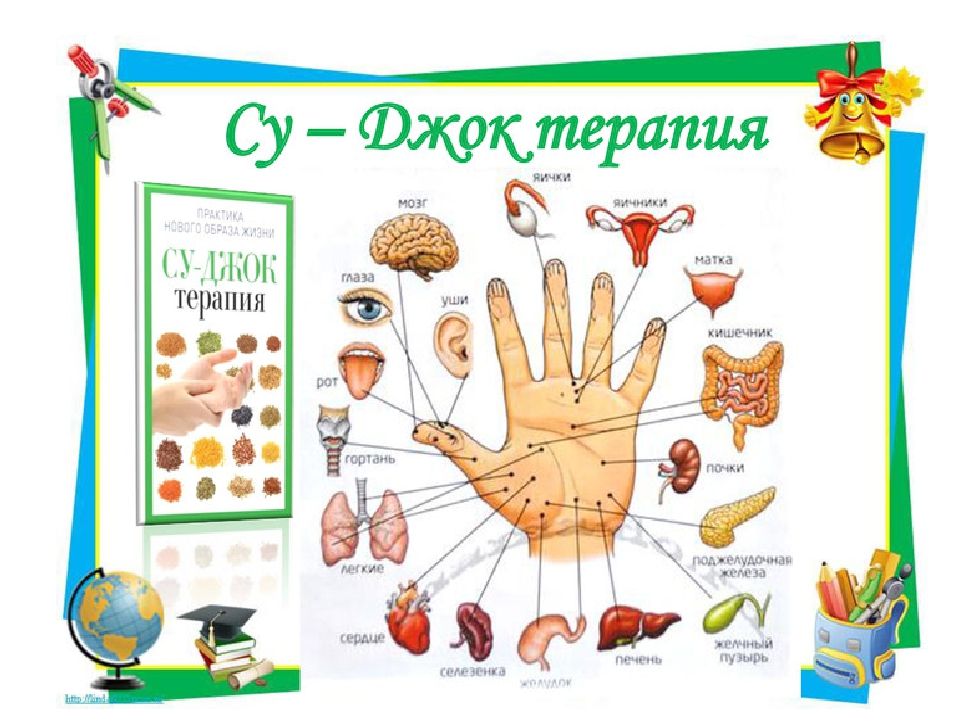 Су – Джок терапия
ПРАКТИКА
НОВОГО ОБРАЗА ЖИЗНИ
СУ-ДЖОК
терапия
яички
мозг
яичники
матка
глаза
уши
кишечник
рот
гортань
почки
легкие
поджелудочная
железа
сердце
селезенка
желудок
печень
желчный
пузырь